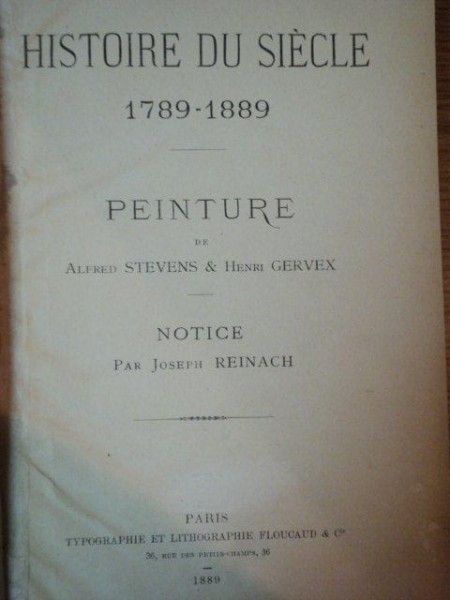 HISTOIRE DU SIÈCLE
1789-1889
PEINTURE
DE
ALFRED STEVENS & HENRI GERVEX
NOTICE
PAR JOSEPH REINACH
PARIS
TYPOGRAPHIE ET LITHOGRAPHIE FLOUCAUD & Cie
36, RUE DES PETITS-CHAMPS, 36
1889